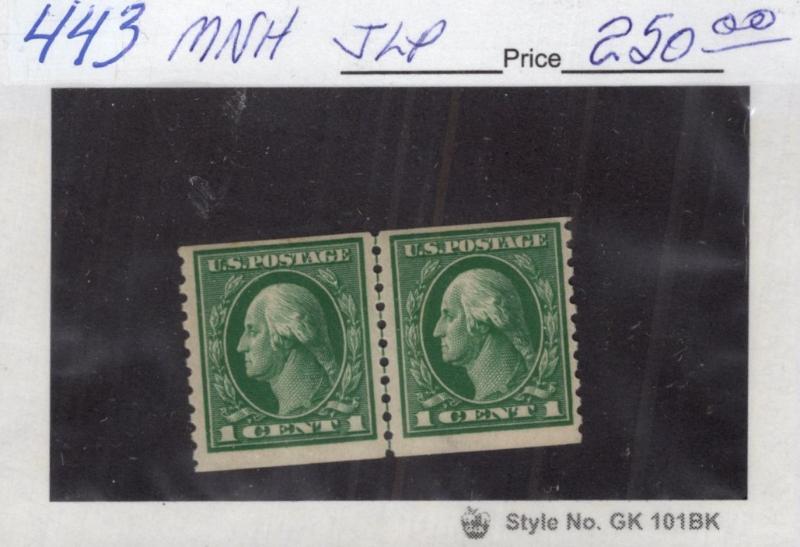 443 MNH JLP Price 250.00
U.S. POSTAGE U.S. POSTAGE
1 CENT 1 1 CENT 1
Style No. GK 101BK